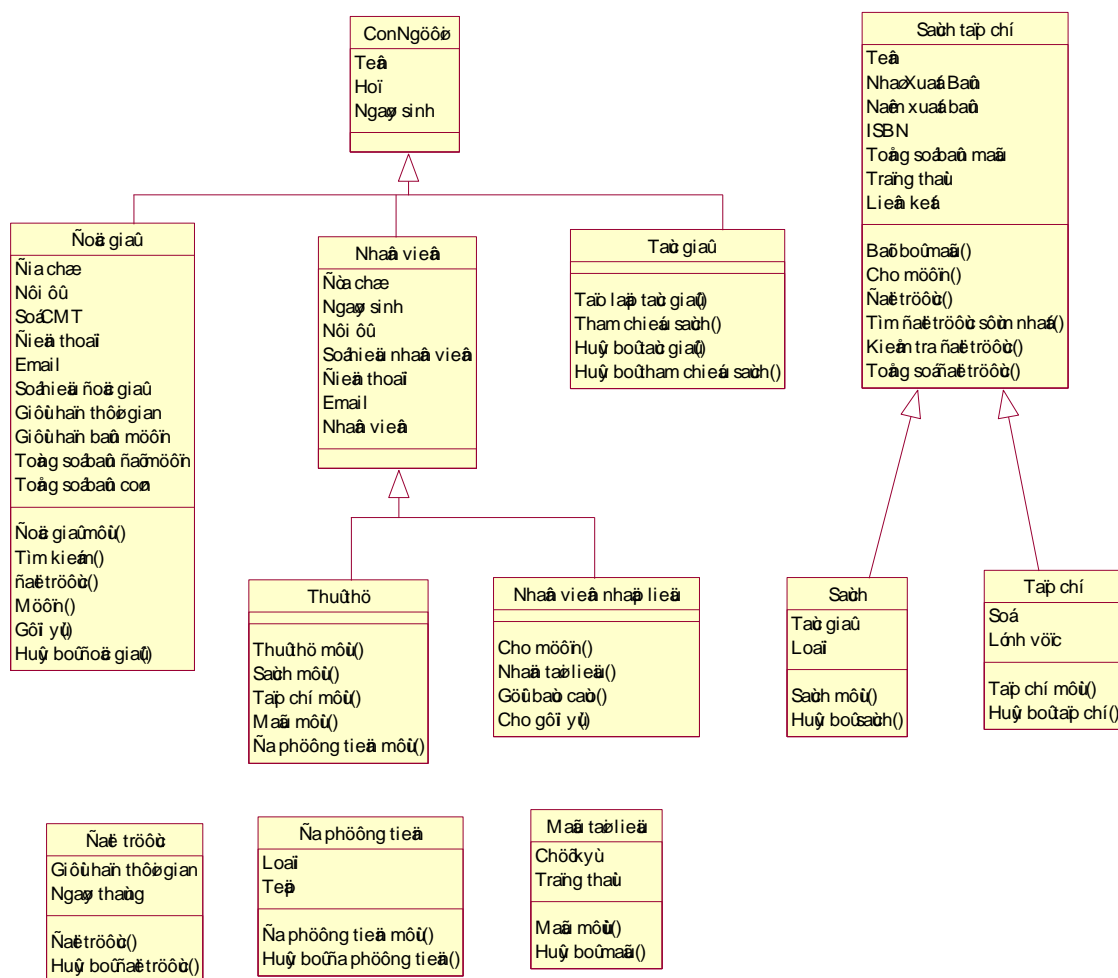 ConNgöôøi
Teân
Hoï
Ngaøy sinh
Saùch taïp chí
Teân
NhaøXuaát Baûn
Naêm xuaát baûn
ISBN
Toång soá baûn maãu
Traïng thaùi
Lieân keát
Baõi boû maãu()
Cho möôïn()
Ñaët tröôùc()
Tìm ñaët tröôùc sôùm nhaát()
Kieåm tra ñaët tröôùc()
Toång soá ñaët tröôùc()
Ñoäc giaû
Ñia chæ
Nôi ôû
Soá CMT
Ñieän thoaïi
Email
Soá hieäu ñoäc giaû
Giôùi haïn thôøi gian
Giôùi haïn baûn möôïn
Toång soá baûn ñaõ möôïn
Toång soá baûn coøn
Ñoäc giaû môùi()
Tìm kieám()
ñaët tröôùc()
Möôïn()
Gôïi yù()
Huûy boû ñoäc giaû()
Nhaân vieân
Ñòa chæ
Ngaøy sinh
Nôi ôû
Soá hieäu nhaân vieân
Ñieän thoaïi
Email
Nhaân vieân
Taùc giaû
Taïo laäp taùc giaû()
Tham chieáu saùch()
Huûy boû taùc giaû()
Huûy boû tham chieáu saùch()
Thuû thö
Thuû thö môùi()
Saùch môùi()
Taïp chí môùi()
Maãu môùi()
Ña phöông tieän môùi()
Nhaân vieân nhaäp lieäu
Cho möôïn()
Nhaän taøi lieäu()
Göûi baùo caùo()
Cho gôïi yù()
Saùch
Taùc giaû
Loaïi
Saùch môùi()
Huûy boû saùch()
Taïp chí
Soá
Lónh vöïc
Taïp chí môùi()
Huûy boû taïp chí()
Ñaët tröôùc
Giôùi haïn thôøi gian
Ngaøy thaùng
Ñaët tröôùc()
Huûy boû ñaët tröôùc()
Ña phöông tieän
Loaïi
Teäp
Ña phöông tieän môùi()
Huûy boû ña phöông tieän()
Maãu taøi lieäu
Chöõ kyù
Traïng thaùi
Maãu môùi()
Huûy boû maãu()